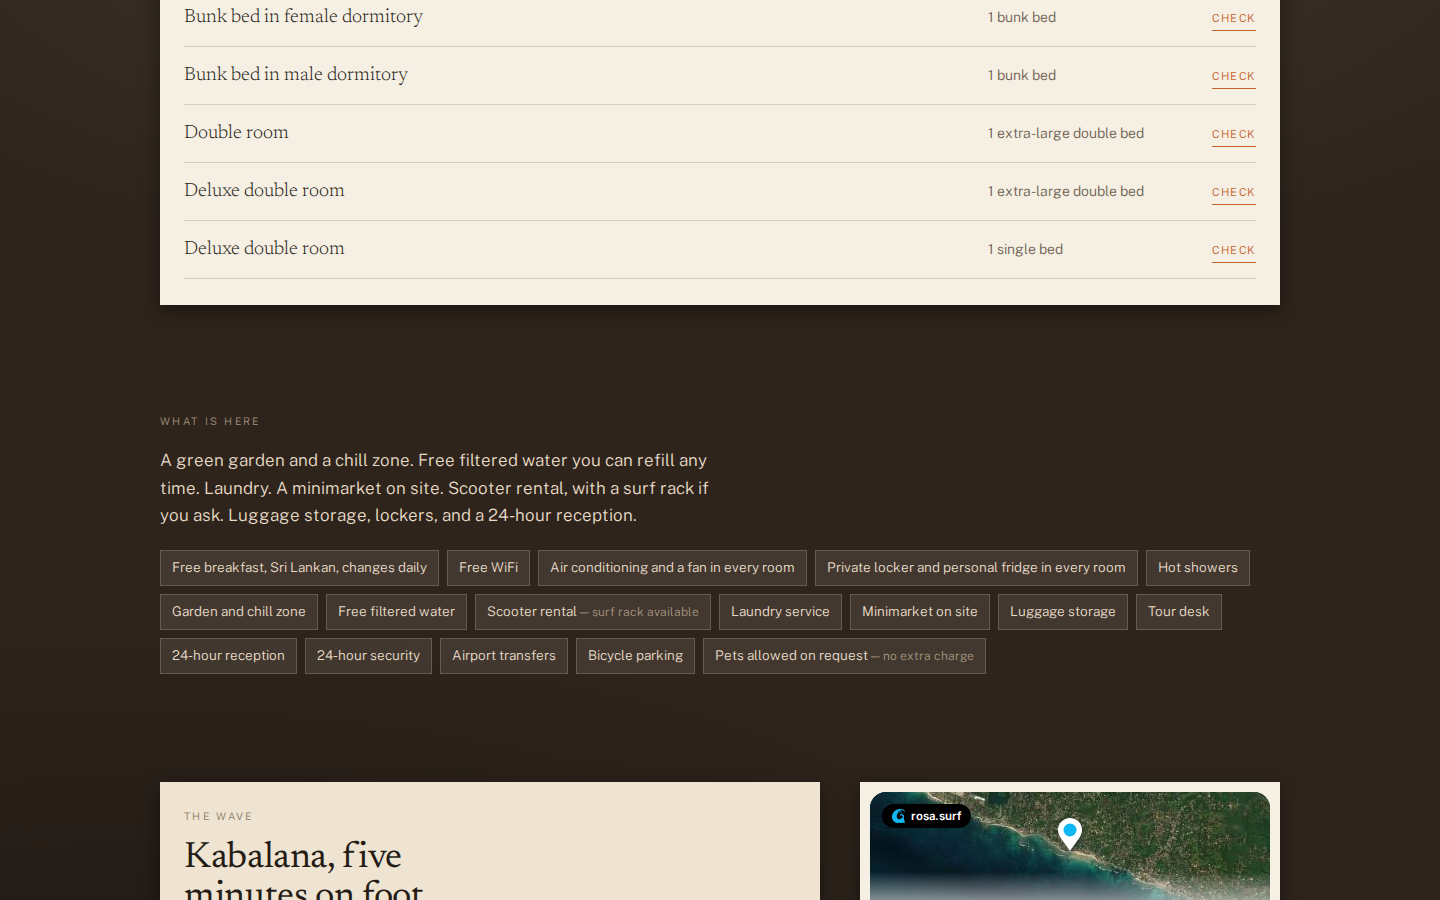 Bunk bed in female dormitory 1 bunk bed CHECK
Bunk bed in male dormitory 1 bunk bed CHECK
Double room 1 extra-large double bed CHECK
Deluxe double room 1 extra-large double bed CHECK
Deluxe double room 1 single bed CHECK
WHAT IS HERE
A green garden and a chill zone. Free filtered water you can refill any
time. Laundry. A minimarket on site. Scooter rental, with a surf rack if
you ask. Luggage storage, lockers, and a 24-hour reception.
Free breakfast, Sri Lankan, changes daily Free WiFi Air conditioning and a fan in every room Private locker and personal fridge in every room Hot showers
Garden and chill zone Free filtered water Scooter rental — surf rack available Laundry service Minimarket on site Luggage storage Tour desk
24-hour reception 24-hour security Airport transfers Bicycle parking Pets allowed on request — no extra charge
THE WAVE
Kabalana, five
minutes on foot
rosa.surf